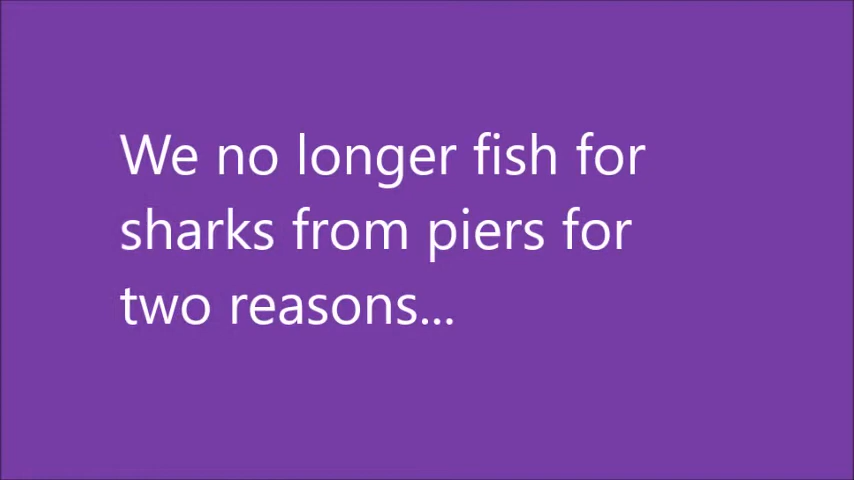 We no longer fish for
sharks from piers for
two reasons...